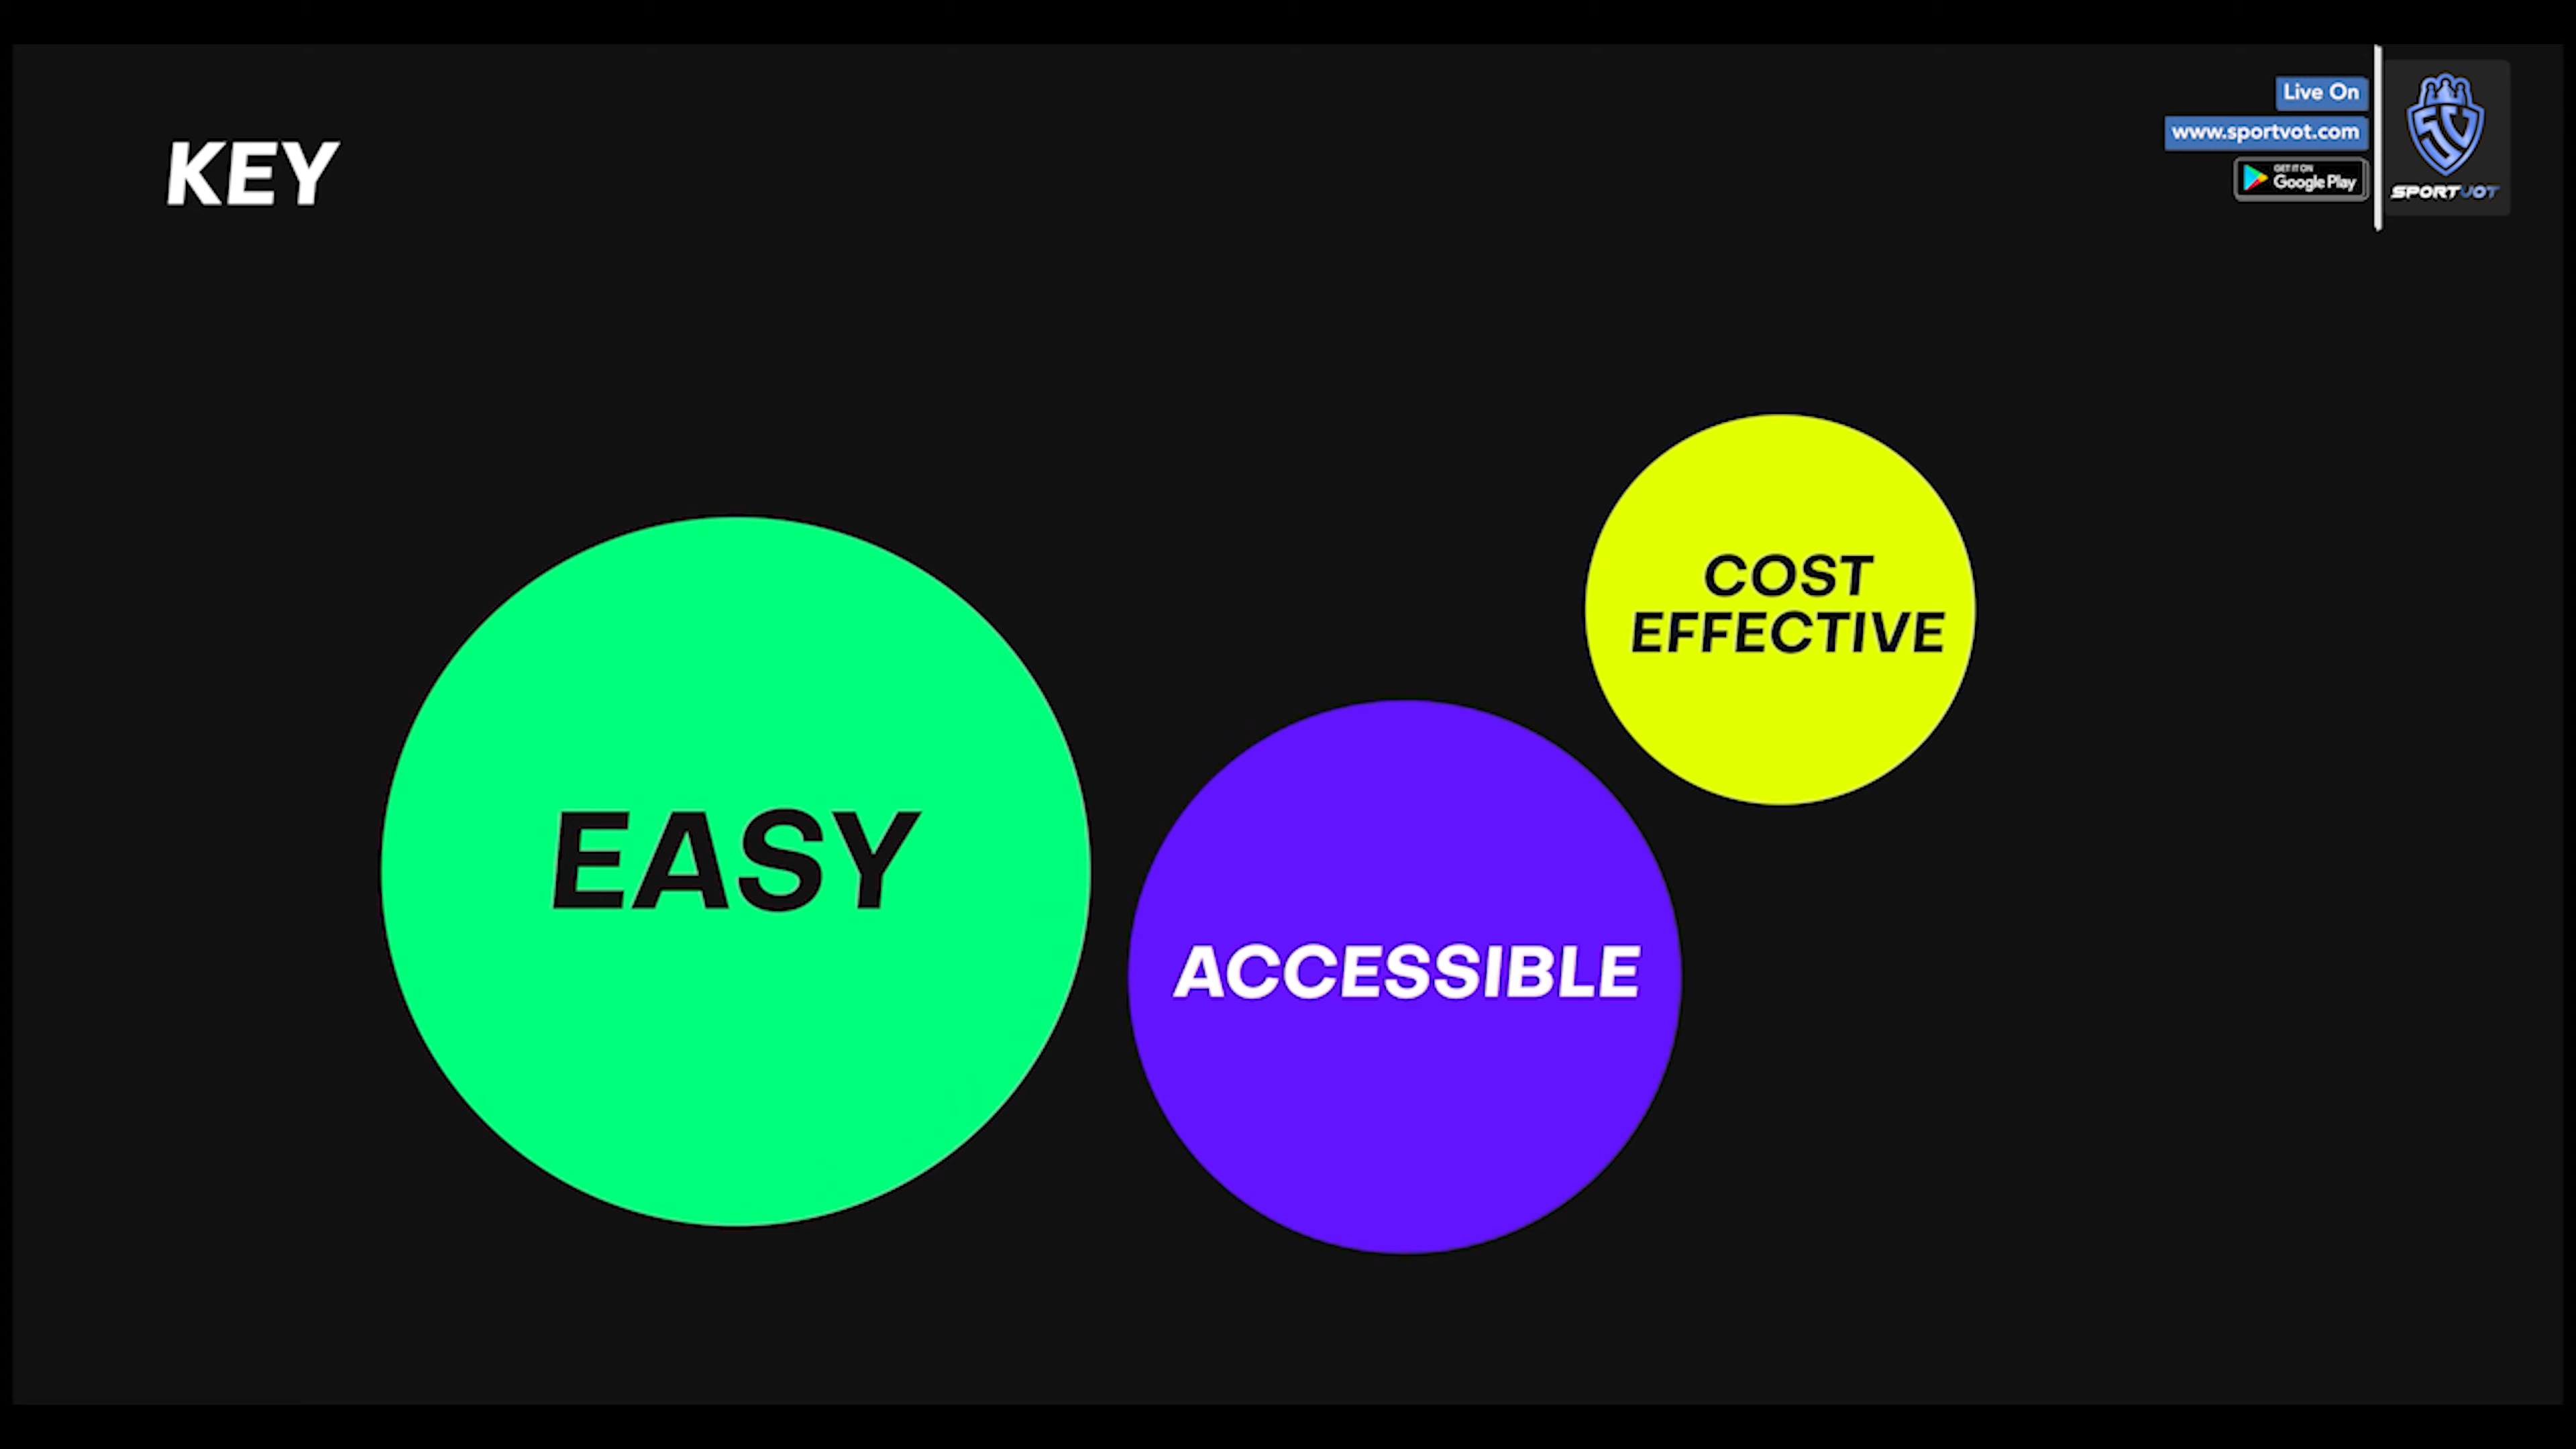 KEY
Live On
www.sportvot.com
GET IT ON
Google Play
SPORTVOT
COST
EFFECTIVE
EASY
ACCESSIBLE